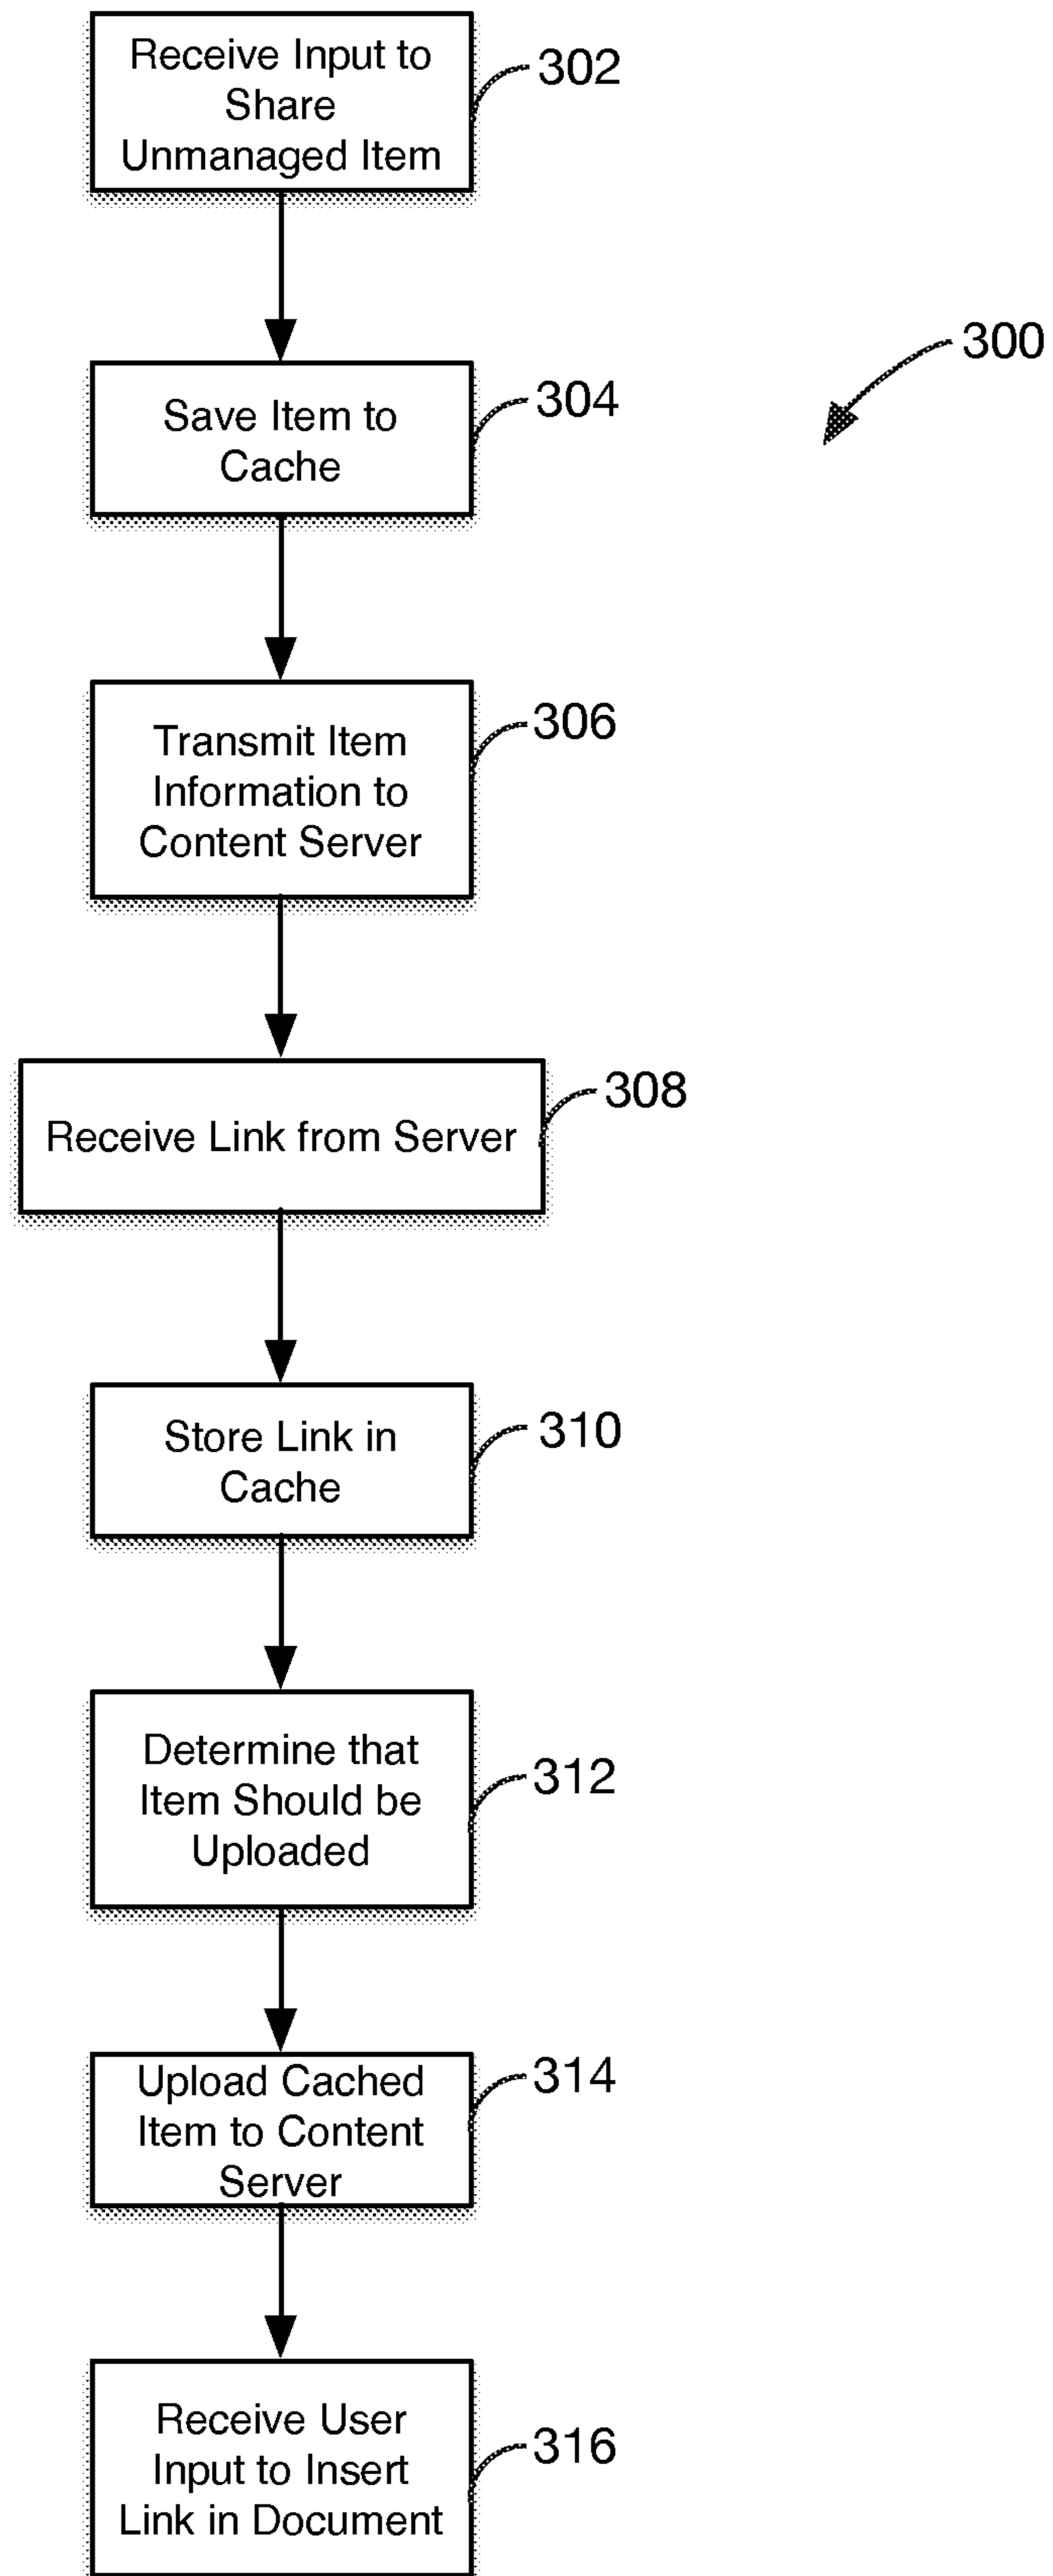 Receive Input to
Share
Unmanaged Item
302
300
Save Item to
Cache
304
Transmit Item
Information to
Content Server
306
Receive Link from Server
308
Store Link in
Cache
310
Determine that
Item Should be
Uploaded
312
Upload Cached
Item to Content
Server
314
Receive User
Input to Insert
Link in Document
316